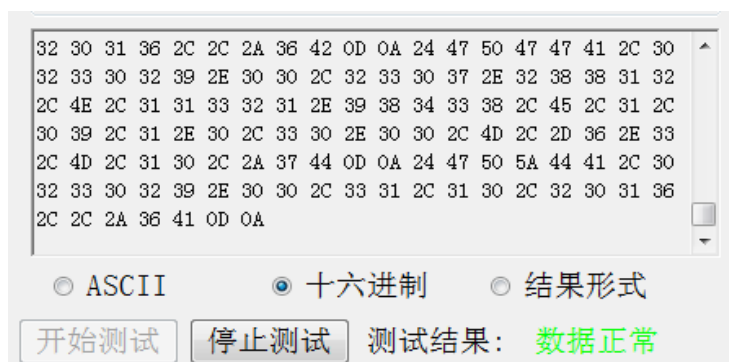 32 30 31 36 2C 2C 2A 36 42 0D 0A 24 47 50 47 47 41 2C 30
32 33 30 32 39 2E 30 30 2C 32 33 30 37 2E 32 38 38 31 32
2C 4E 2C 31 31 33 32 31 2E 39 38 34 33 38 2C 45 2C 31 2C
30 39 2C 31 2E 30 2C 33 30 2E 30 30 2C 4D 2C 2D 36 2E 33
2C 4D 2C 31 30 2C 2A 37 44 0D 0A 24 47 50 5A 44 41 2C 30
32 33 30 32 39 2E 30 30 2C 33 31 2C 31 30 2C 32 30 31 36
2C 2C 2A 36 41 0D 0A
ASCII 十六进制 结果形式
开始测试 停止测试 测试结果: 数据正常